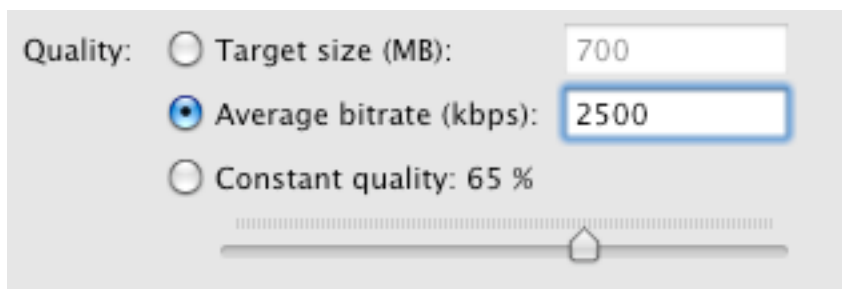 Quality: Target size (MB): 700
Average bitrate (kbps): 2500
Constant quality: 65 %